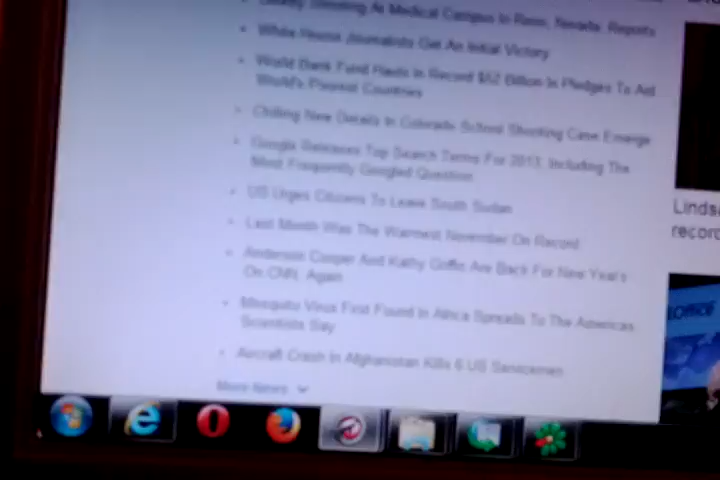 Deadly Shooting At Medical Campus In Reno, Nevada: Reports
White House Journalists Get An Initial Victory
World Bank Fund Hauls In Record $52 Billion In Pledges To Aid
World's Poorest Countries
Chilling New Details In Colorado School Shooting Case Emerge
Google Releases Top Search Terms For 2013, Including The
Most Frequently Googled Question
US Urges Citizens To Leave South Sudan
Last Month Was The Warmest November On Record
Anderson Cooper And Kathy Griffin Are Back For New Year's
On CNN, Again
Mosquito Virus First Found In Africa Spreads To The Americas
Scientists Say
Aircraft Crash In Afghanistan Kills 6 US Servicemen
More News
Linds
record
Office